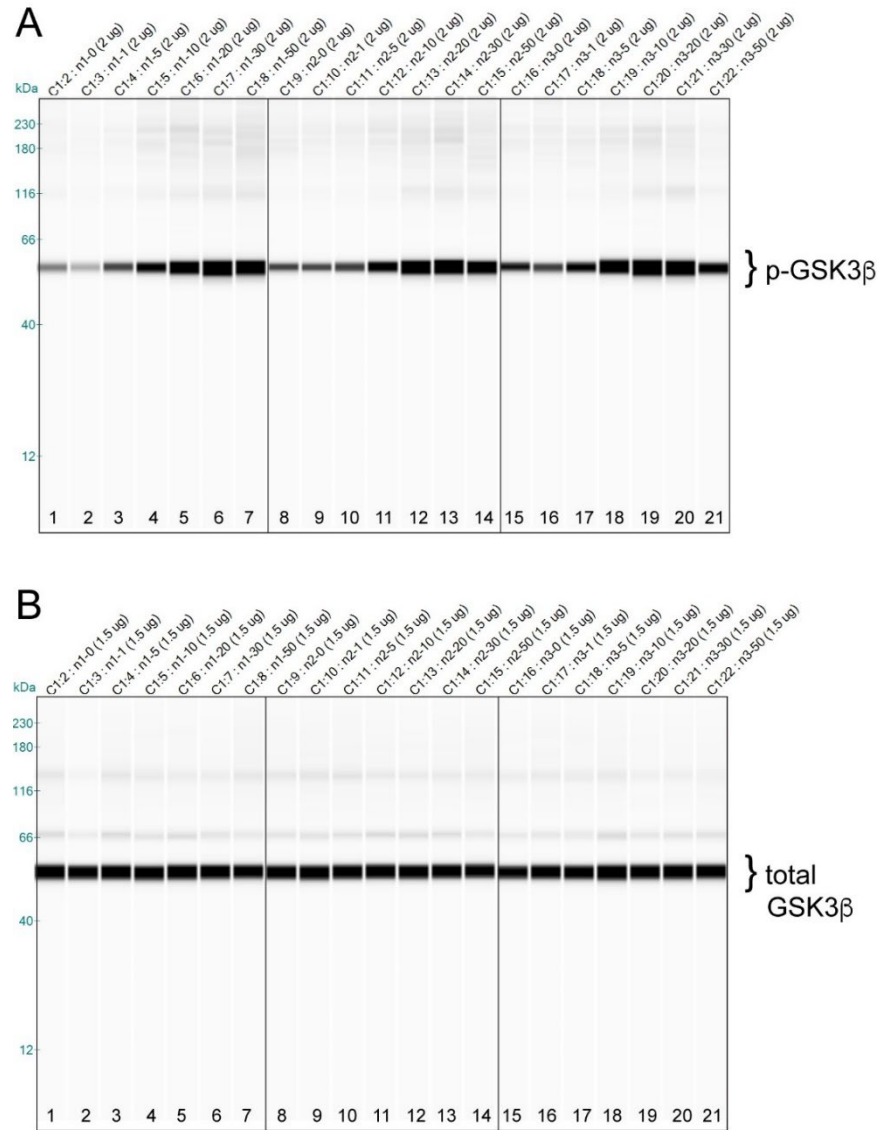 A
C1:2 : n1-0 (2 ug)
C1:3 : n1-1 (2 ug)
C1:4 : n1-5 (2 ug)
C1:5 : n1-10 (2 ug)
C16 : n1-20 (2 ug)
C1:7 : n1-30 (2 ug)
C1:8 : n1-50 (2 ug)
C1:9 : n2-0 (2 ug)
C1:10 : n2-1 (2 ug)
C1:11 : n2-5 (2 ug)
C1:12 : n2-10 (2 ug)
C1:13 : n2-20 (2 ug)
C1:14 : n2-30 (2 ug)
C1:15 : n2-50 (2 ug)
C1:16 : n3-0 (2 ug)
C1:17 : n3-1 (2 ug)
C1:18 : n3-5 (2 ug)
C1:19 : n3-10 (2 ug)
C1:20 : n3-20 (2 ug)
C1:21 : n3-30 (2 ug)
C1:22 : n3-50 (2 ug)
kDa
230
180
116
66
40
12
} p-GSK3β
1 2 3 4 5 6 7 8 9 10 11 12 13 14 15 16 17 18 19 20 21
B
C1:2 : n1-0 (1.5 ug)
C1:3 : n1-1 (1.5 ug)
C1:4 : n1-5 (1.5 ug)
C1:5 : n1-10 (1.5 ug)
C16 : n1-20 (1.5 ug)
C1:7 : n1-30 (1.5 ug)
C1:8 : n1-50 (1.5 ug)
C1:9 : n2-0 (1.5 ug)
C1:10 : n2-1 (1.5 ug)
C1:11 : n2-5 (1.5 ug)
C1:12 : n2-10 (1.5 ug)
C1:13 : n2-20 (1.5 ug)
C1:14 : n2-30 (1.5 ug)
C1:15 : n2-50 (1.5 ug)
C1:16 : n3-0 (1.5 ug)
C1:17 : n3-1 (1.5 ug)
C1:18 : n3-5 (1.5 ug)
C1:19 : n3-10 (1.5 ug)
C1:20 : n3-20 (1.5 ug)
C1:21 : n3-30 (1.5 ug)
C1:22 : n3-50 (1.5 ug)
kDa
230
180
116
66
40
12
} total
GSK3β
1 2 3 4 5 6 7 8 9 10 11 12 13 14 15 16 17 18 19 20 21